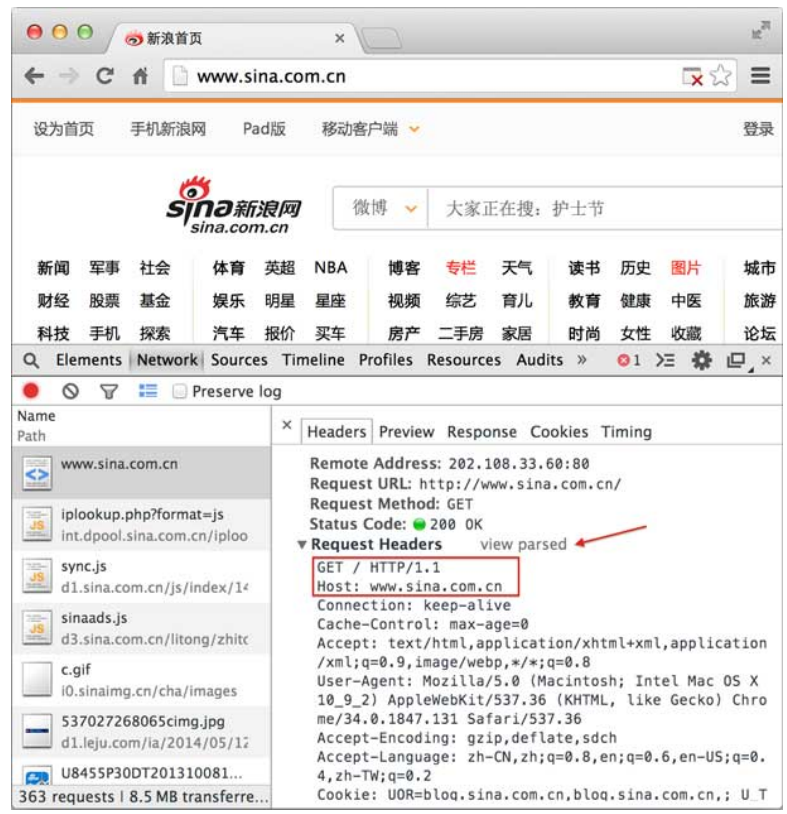 新浪首页
www.sina.com.cn
设为首页 手机新浪网 Pad版 移动客户端 登录
sina新浪网
sina.com.cn
微博 大家正在搜：护士节
新闻 军事 社会 体育 英超 NBA 博客 专栏 天气 读书 历史 图片 城市
财经 股票 基金 娱乐 明星 星座 视频 综艺 育儿 教育 健康 中医 旅游
科技 手机 探索 汽车 报价 买车 房产 二手房 家居 时尚 女性 收藏 论坛
Elements Network Sources Timeline Profiles Resources Audits » 1
Preserve log
Name
Path
www.sina.com.cn
iplookup.php?format=js
int.dpool.sina.com.cn/iploo
sync.js
d1.sina.com.cn/js/index/14
sinaads.js
d3.sina.com.cn/litong/zhitc
c.gif
i0.sinaimg.cn/cha/images
537027268065cimg.jpg
d1.leju.com/ia/2014/05/12
U8455P30DT201310081...
363 requests | 8.5 MB transferre...
× Headers Preview Response Cookies Timing
Remote Address: 202.108.33.60:80
Request URL: http://www.sina.com.cn/
Request Method: GET
Status Code: 200 OK
▼Request Headers view parsed
GET / HTTP/1.1
Host: www.sina.com.cn
Connection: keep-alive
Cache-Control: max-age=0
Accept: text/html,application/xhtml+xml,application
/xml;q=0.9,image/webp,*/*;q=0.8
User-Agent: Mozilla/5.0 (Macintosh; Intel Mac OS X
10_9_2) AppleWebKit/537.36 (KHTML, like Gecko) Chro
me/34.0.1847.131 Safari/537.36
Accept-Encoding: gzip,deflate,sdch
Accept-Language: zh-CN,zh;q=0.8,en;q=0.6,en-US;q=0.
4,zh-TW;q=0.2
Cookie: UOR=blog.sina.com.cn,blog.sina.com.cn,; U_T